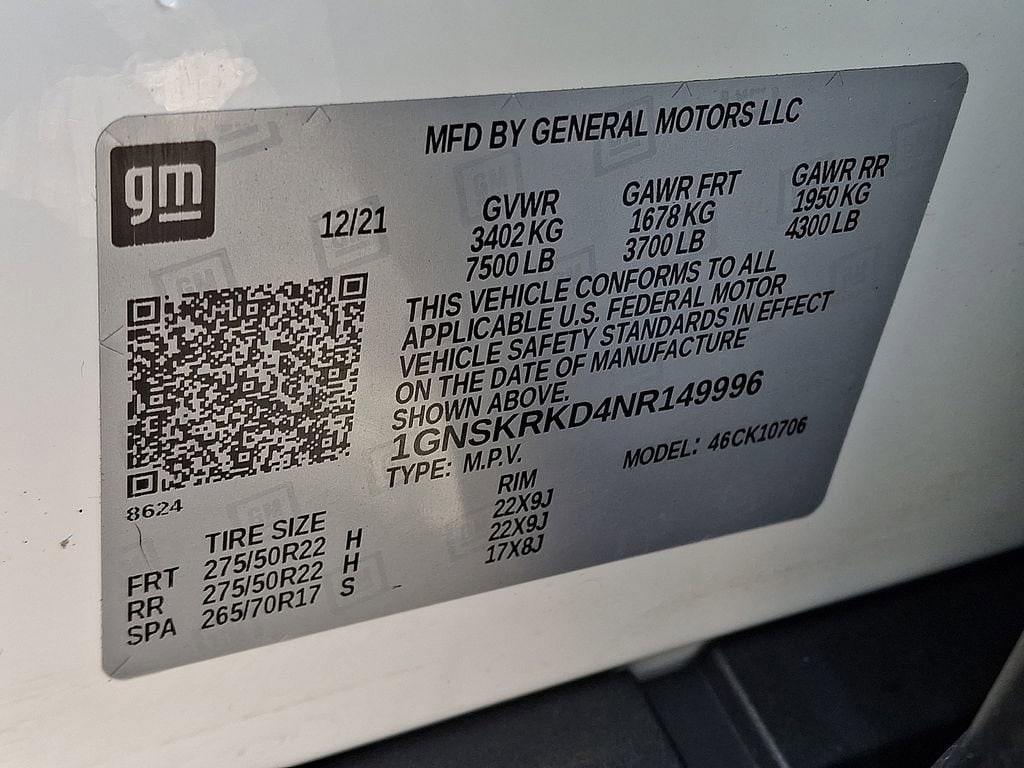 gm
MFD BY GENERAL MOTORS LLC
12/21
GVWR GAWR FRT GAWR RR
3402 KG 1678 KG 1950 KG
7500 LB 3700 LB 4300 LB
THIS VEHICLE CONFORMS TO ALL
APPLICABLE U.S. FEDERAL MOTOR
VEHICLE SAFETY STANDARDS IN EFFECT
ON THE DATE OF MANUFACTURE
SHOWN ABOVE.
1GNSKRKD4NR149996
TYPE: M.P.V. MODEL: 46CK10706
8624
TIRE SIZE RIM
FRT 275/50R22 H 22X9J
RR 275/50R22 H 22X9J
SPA 265/70R17 S 17X8J